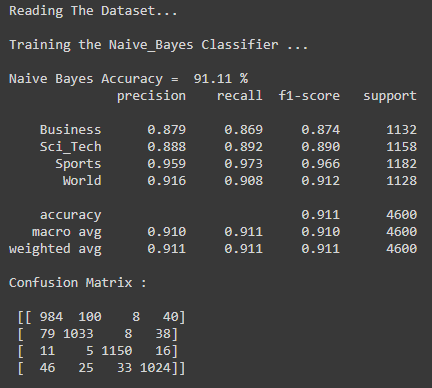 Reading The Dataset...
Training the Naive_Bayes Classifier ...
Naive Bayes Accuracy =  91.11 %
              precision    recall  f1-score   support
    Business      0.879     0.869     0.874      1132
    Sci_Tech      0.888     0.892     0.890      1158
      Sports      0.959     0.973     0.966      1182
       World      0.916     0.908     0.912      1128
    accuracy                          0.911      4600
   macro avg      0.910     0.911     0.910      4600
weighted avg      0.911     0.911     0.911      4600
Confusion Matrix :
 [[ 984  100    8   40]
 [  79 1033    8   38]
 [  11    5 1150   16]
 [  46   25   33 1024]]